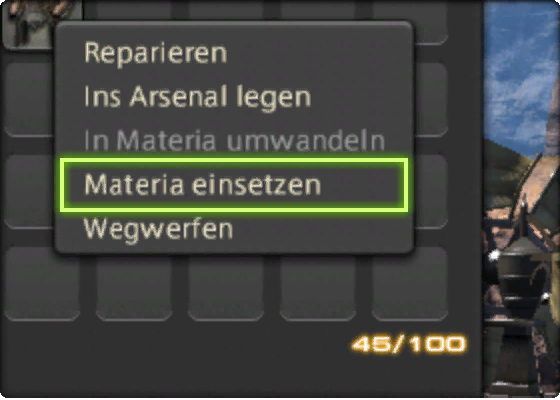 Reparieren
Ins Arsenal legen
In Materia umwandeln
Materia einsetzen
Wegwerfen
45/100